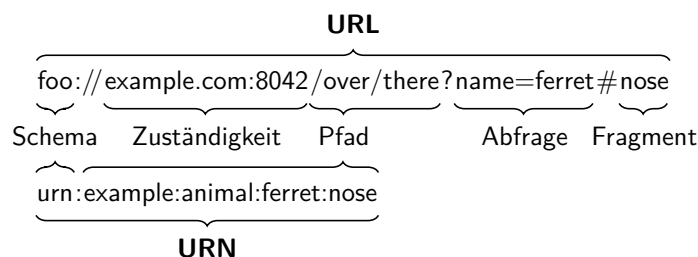 URL
foo://example.com:8042/over/there?name=ferret#nose
Schema Zuständigkeit Pfad Abfrage Fragment
urn:example:animal:ferret:nose
URN